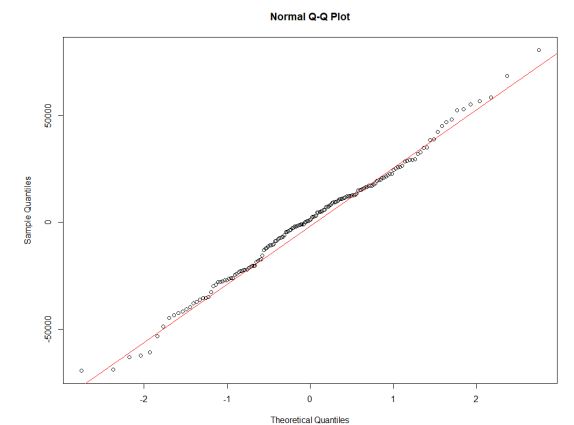 Normal Q-Q Plot
50000
0
-50000
Sample Quantiles
-2
-1
0
1
2
Theoretical Quantiles